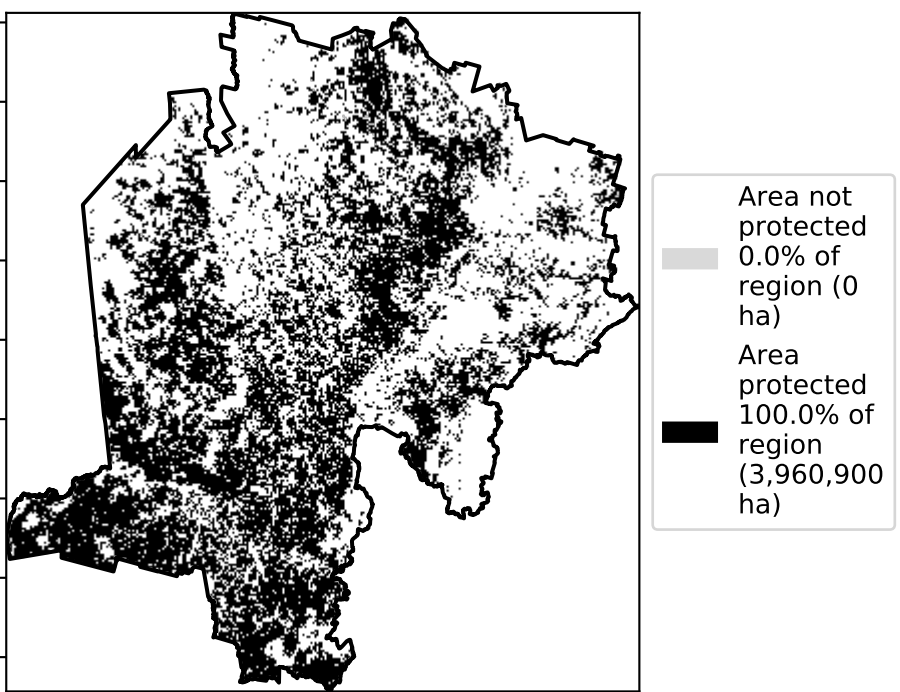 Area not
protected
0.0% of
region (0
ha)
Area
protected
100.0% of
region
(3,960,900
ha)